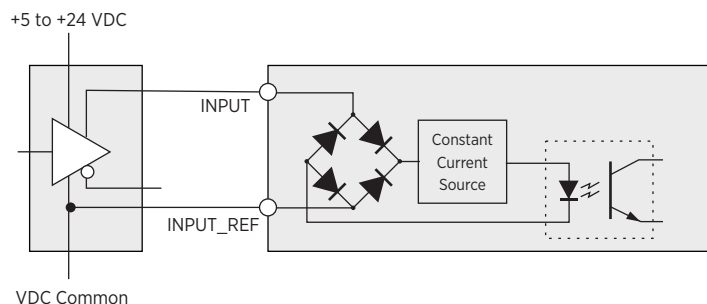 +5 to +24 VDC
INPUT
Constant
Current
Source
INPUT_REF
VDC Common